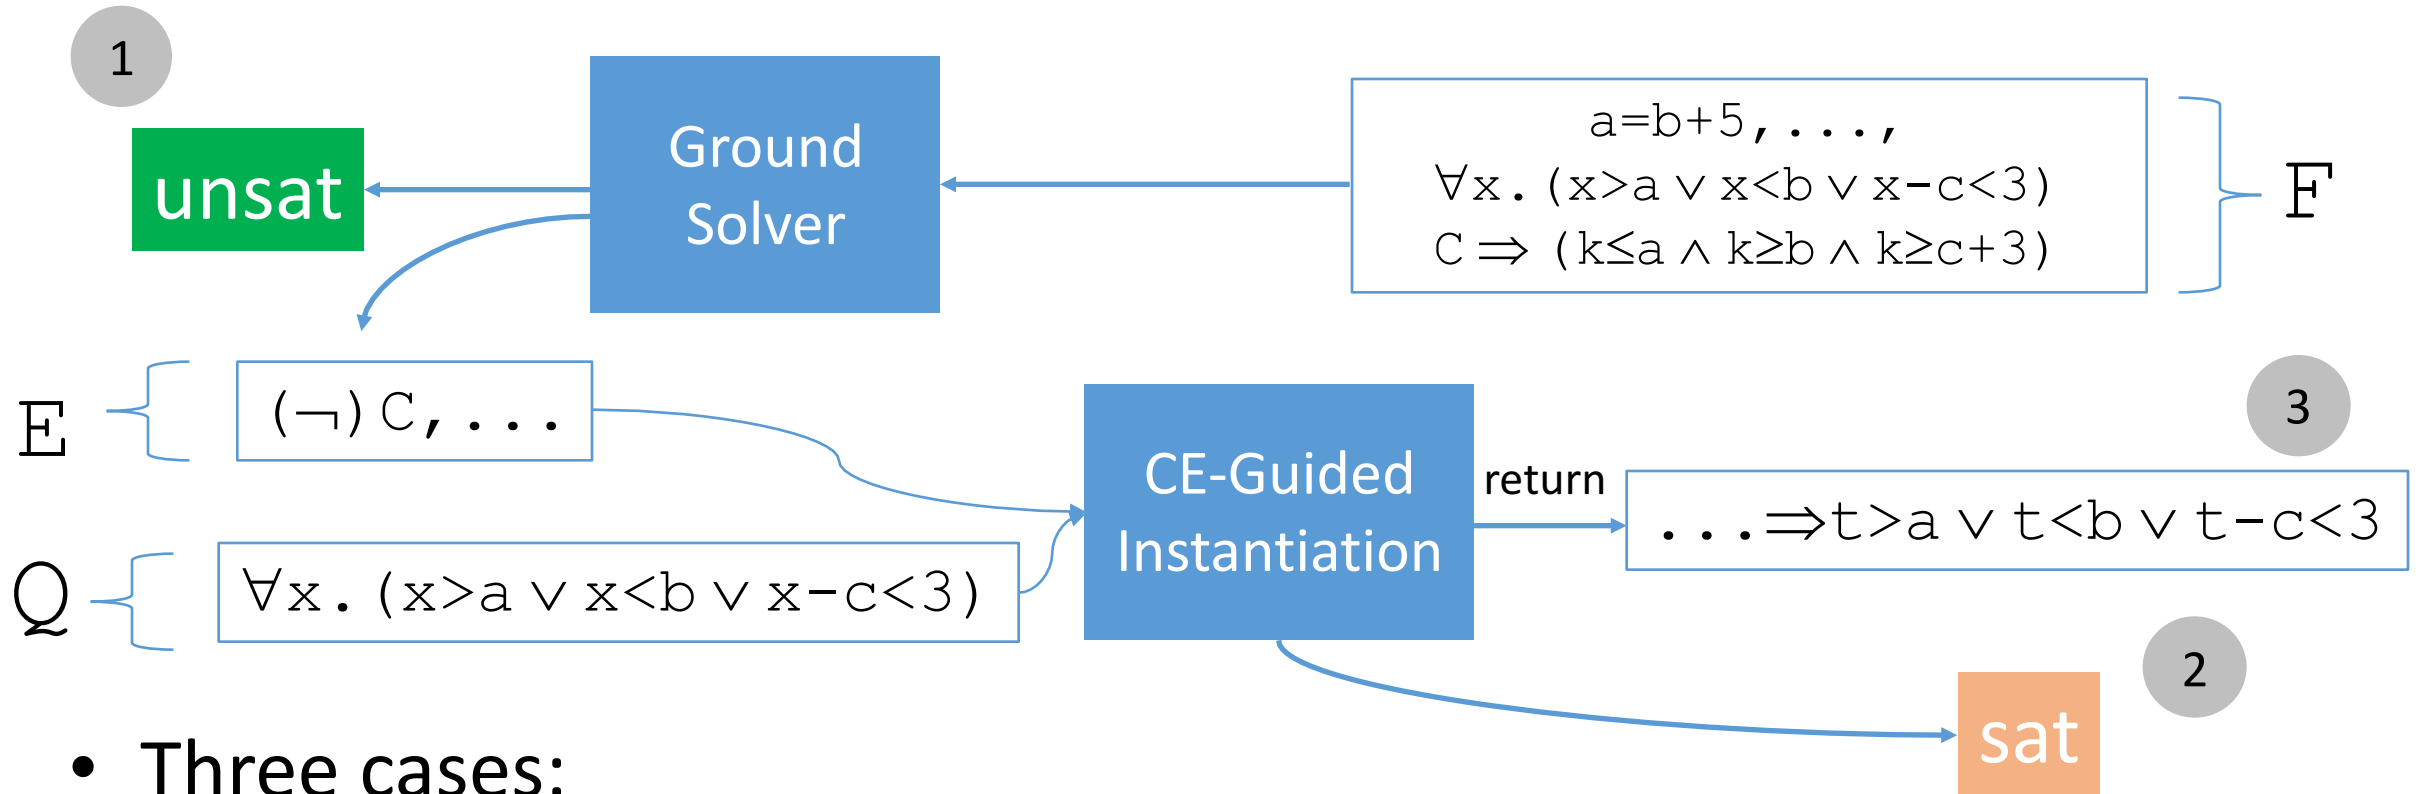 1
unsat
Ground
Solver
a=b+5,...,
∀x.(x>a ∨ x<b ∨ x-c<3)
C ⇒ (k≤a ∧ k≥b ∧ k≥c+3)
F
E
(¬)C,...
Q
∀x.(x>a ∨ x<b ∨ x-c<3)
CE-Guided
Instantiation
return
...⇒t>a ∨ t<b ∨ t-c<3
3
2
sat
• Three cases: